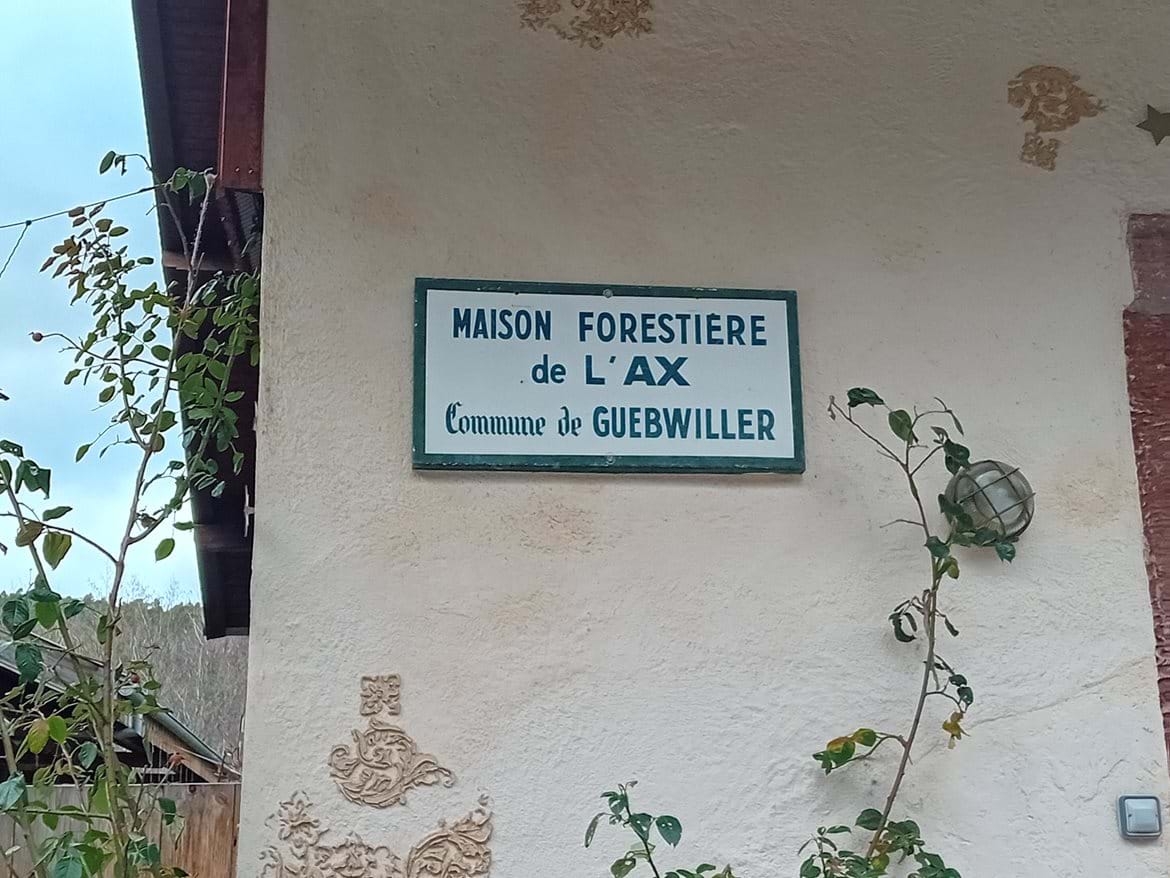 MAISON FORESTIÈRE
de L'AX
Commune de GUEBWILLER